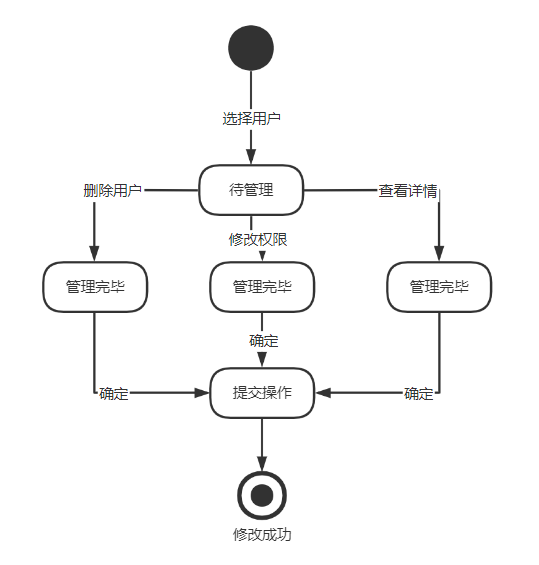 选择用户
待管理
删除用户
查看详情
修改权限
管理完毕
管理完毕
管理完毕
确定
确定
提交操作
确定
修改成功